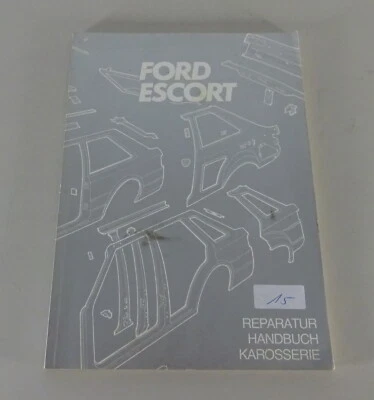 FORD
ESCORT
15
REPARATUR
HANDBUCH
KAROSSERIE